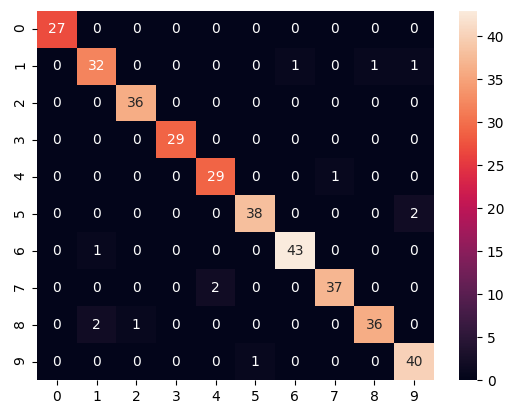 0 27 0 0 0 0 0 0 0 0 0
1 0 32 0 0 0 0 1 0 1 1
2 0 0 36 0 0 0 0 0 0 0
3 0 0 0 29 0 0 0 0 0 0
4 0 0 0 0 29 0 0 1 0 0
5 0 0 0 0 0 38 0 0 0 2
6 0 1 0 0 0 0 43 0 0 0
7 0 0 0 0 2 0 0 37 0 0
8 0 2 1 0 0 0 0 0 36 0
9 0 0 0 0 0 1 0 0 0 40
0 1 2 3 4 5 6 7 8 9
40
35
30
25
20
15
10
5
0